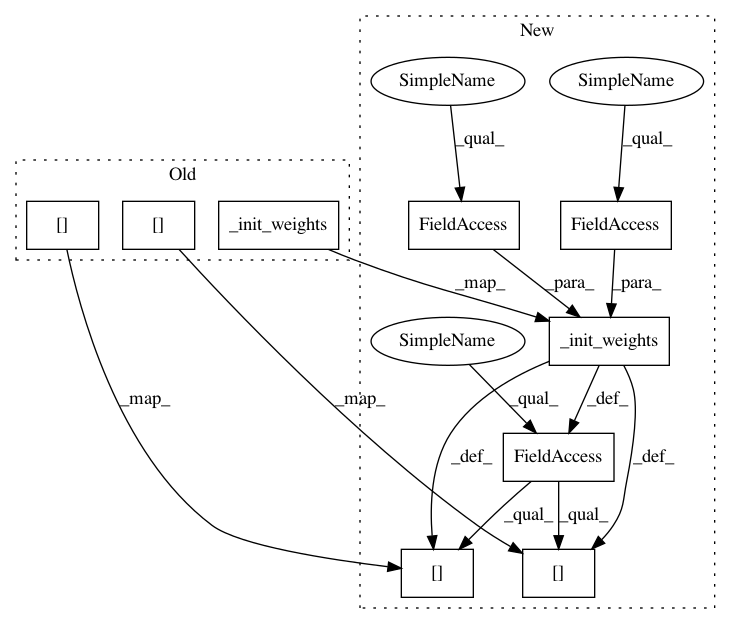 New
SimpleName
SimpleName
_qual_
_qual_
Old
[]
[]
_init_weights
FieldAccess
FieldAccess
_map_
_para_
_para_
SimpleName
_init_weights
_map_
_map_
_qual_
_def_
_def_
FieldAccess
_def_
_qual_
_qual_
[]
[]